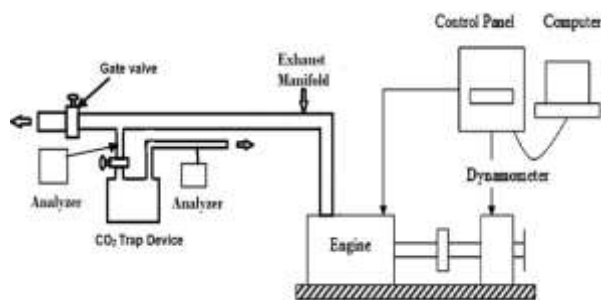 Control Panel
Computer
Gate valve
Exhaust
Manifold
Dynamometer
Analyzer
Analyzer
CO₂ Trap Device
Engine